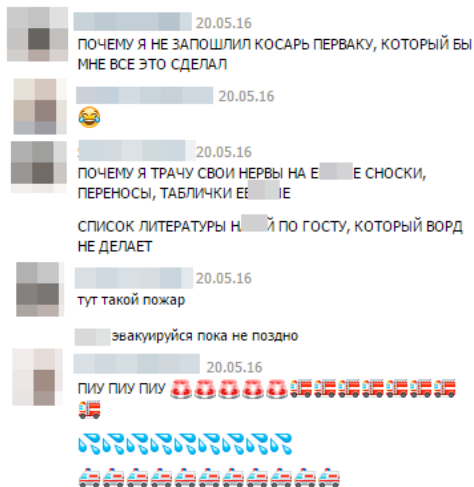 20.05.16
ПОЧЕМУ Я НЕ ЗАПОШЛИЛ КОСАРЬ ПЕРВАКУ, КОТОРЫЙ БЫ
МНЕ ВСЕ ЭТО СДЕЛАЛ
20.05.16
😂
20.05.16
ПОЧЕМУ Я ТРАЧУ СВОИ НЕРВЫ НА СНОСКИ,
ПЕРЕНОСЫ, ТАБЛИЧКИ
СПИСОК ЛИТЕРАТУРЫ ПО ГОСТУ, КОТОРЫЙ ВОРД
НЕ ДЕЛАЕТ
20.05.16
тут такой пожар
эвакуируйся пока не поздно
20.05.16
ПИУ ПИУ ПИУ 🚨🚨🚨🚨🚨🚒🚒🚒🚒🚒🚒🚒
🚒
💦💦💦💦💦💦💦💦💦
🚑🚑🚑🚑🚑🚑🚑🚑🚑🚑🚑